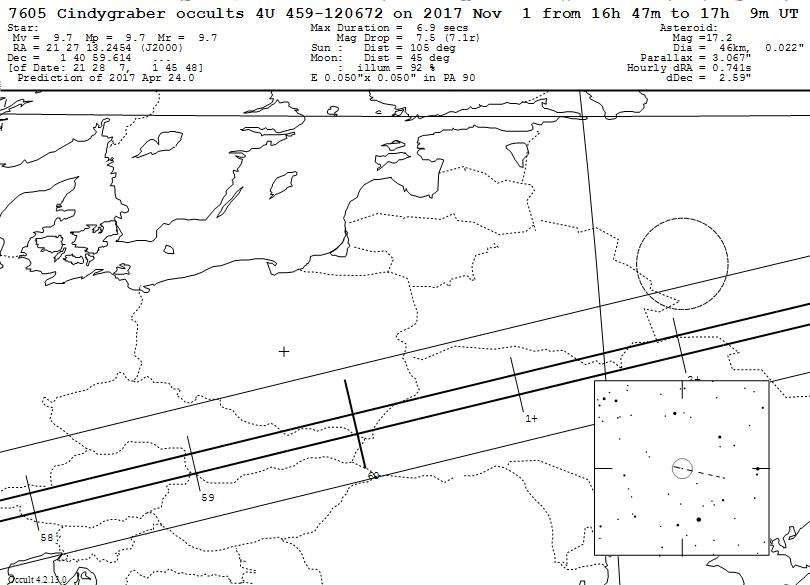 7605 Cindygraber occults 4U 459-120672 on 2017 Nov  1 from 16h 47m to 17h  9m UT
Star:
Mv =  9.7  Mp =  9.7  Mr =  9.7
RA = 21 27 13.2454 (J2000)
Dec =   1 40 59.614   ...
[of Date: 21 28  7,   1 45 48]
Prediction of 2017 Apr 24.0
Max Duration =  6.9 secs
Mag Drop =  7.5 (7.1r)
Sun :   Dist = 105 deg
Moon:   Dist = 45 deg
:  illum = 92 %
E 0.050"x 0.050" in PA 90
Asteroid:
Mag =17.2
Dia =  46km,  0.022"
Parallax = 3.067"
Hourly dRA = 0.741s
dDec =  2.59"
1+
59
58
Occult 4.2.13.0